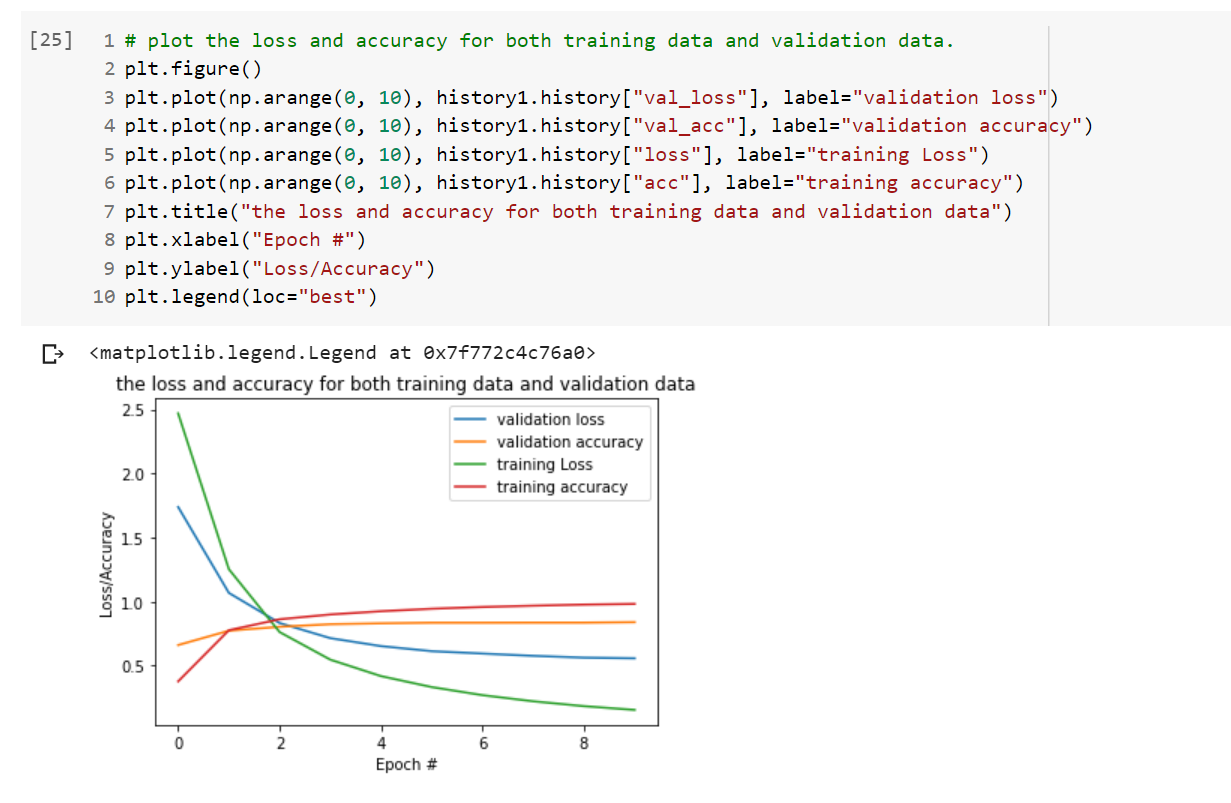 [25] 1 # plot the loss and accuracy for both training data and validation data.
2 plt.figure()
3 plt.plot(np.arange(0, 10), history1.history["val_loss"], label="validation loss")
4 plt.plot(np.arange(0, 10), history1.history["val_acc"], label="validation accuracy")
5 plt.plot(np.arange(0, 10), history1.history["loss"], label="training Loss")
6 plt.plot(np.arange(0, 10), history1.history["acc"], label="training accuracy")
7 plt.title("the loss and accuracy for both training data and validation data")
8 plt.xlabel("Epoch #")
9 plt.ylabel("Loss/Accuracy")
10 plt.legend(loc="best")
<matplotlib.legend.Legend at 0x7f772c4c76a0>
the loss and accuracy for both training data and validation data
validation loss
validation accuracy
training Loss
training accuracy
2.5
2.0
1.5
1.0
0.5
Loss/Accuracy
0 2 4 6 8
Epoch #